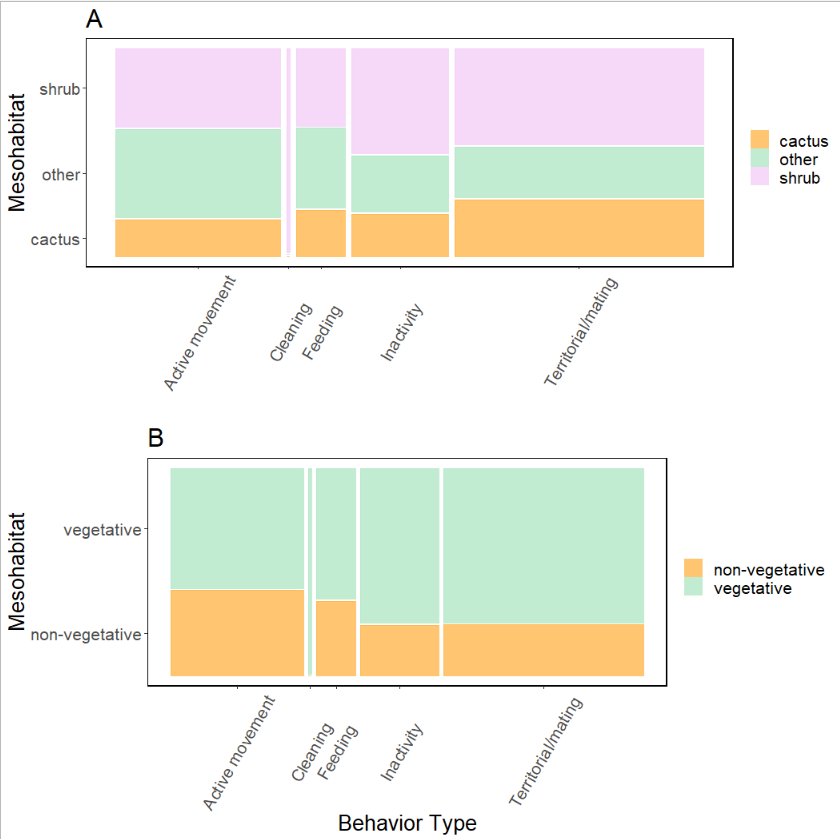 A
Mesohabitat
shrub
other
cactus
cactus
other
shrub
Active movement
Cleaning
Feeding
Inactivity
Territorial/mating
B
Mesohabitat
vegetative
non-vegetative
non-vegetative
vegetative
Active movement
Cleaning
Feeding
Inactivity
Territorial/mating
Behavior Type